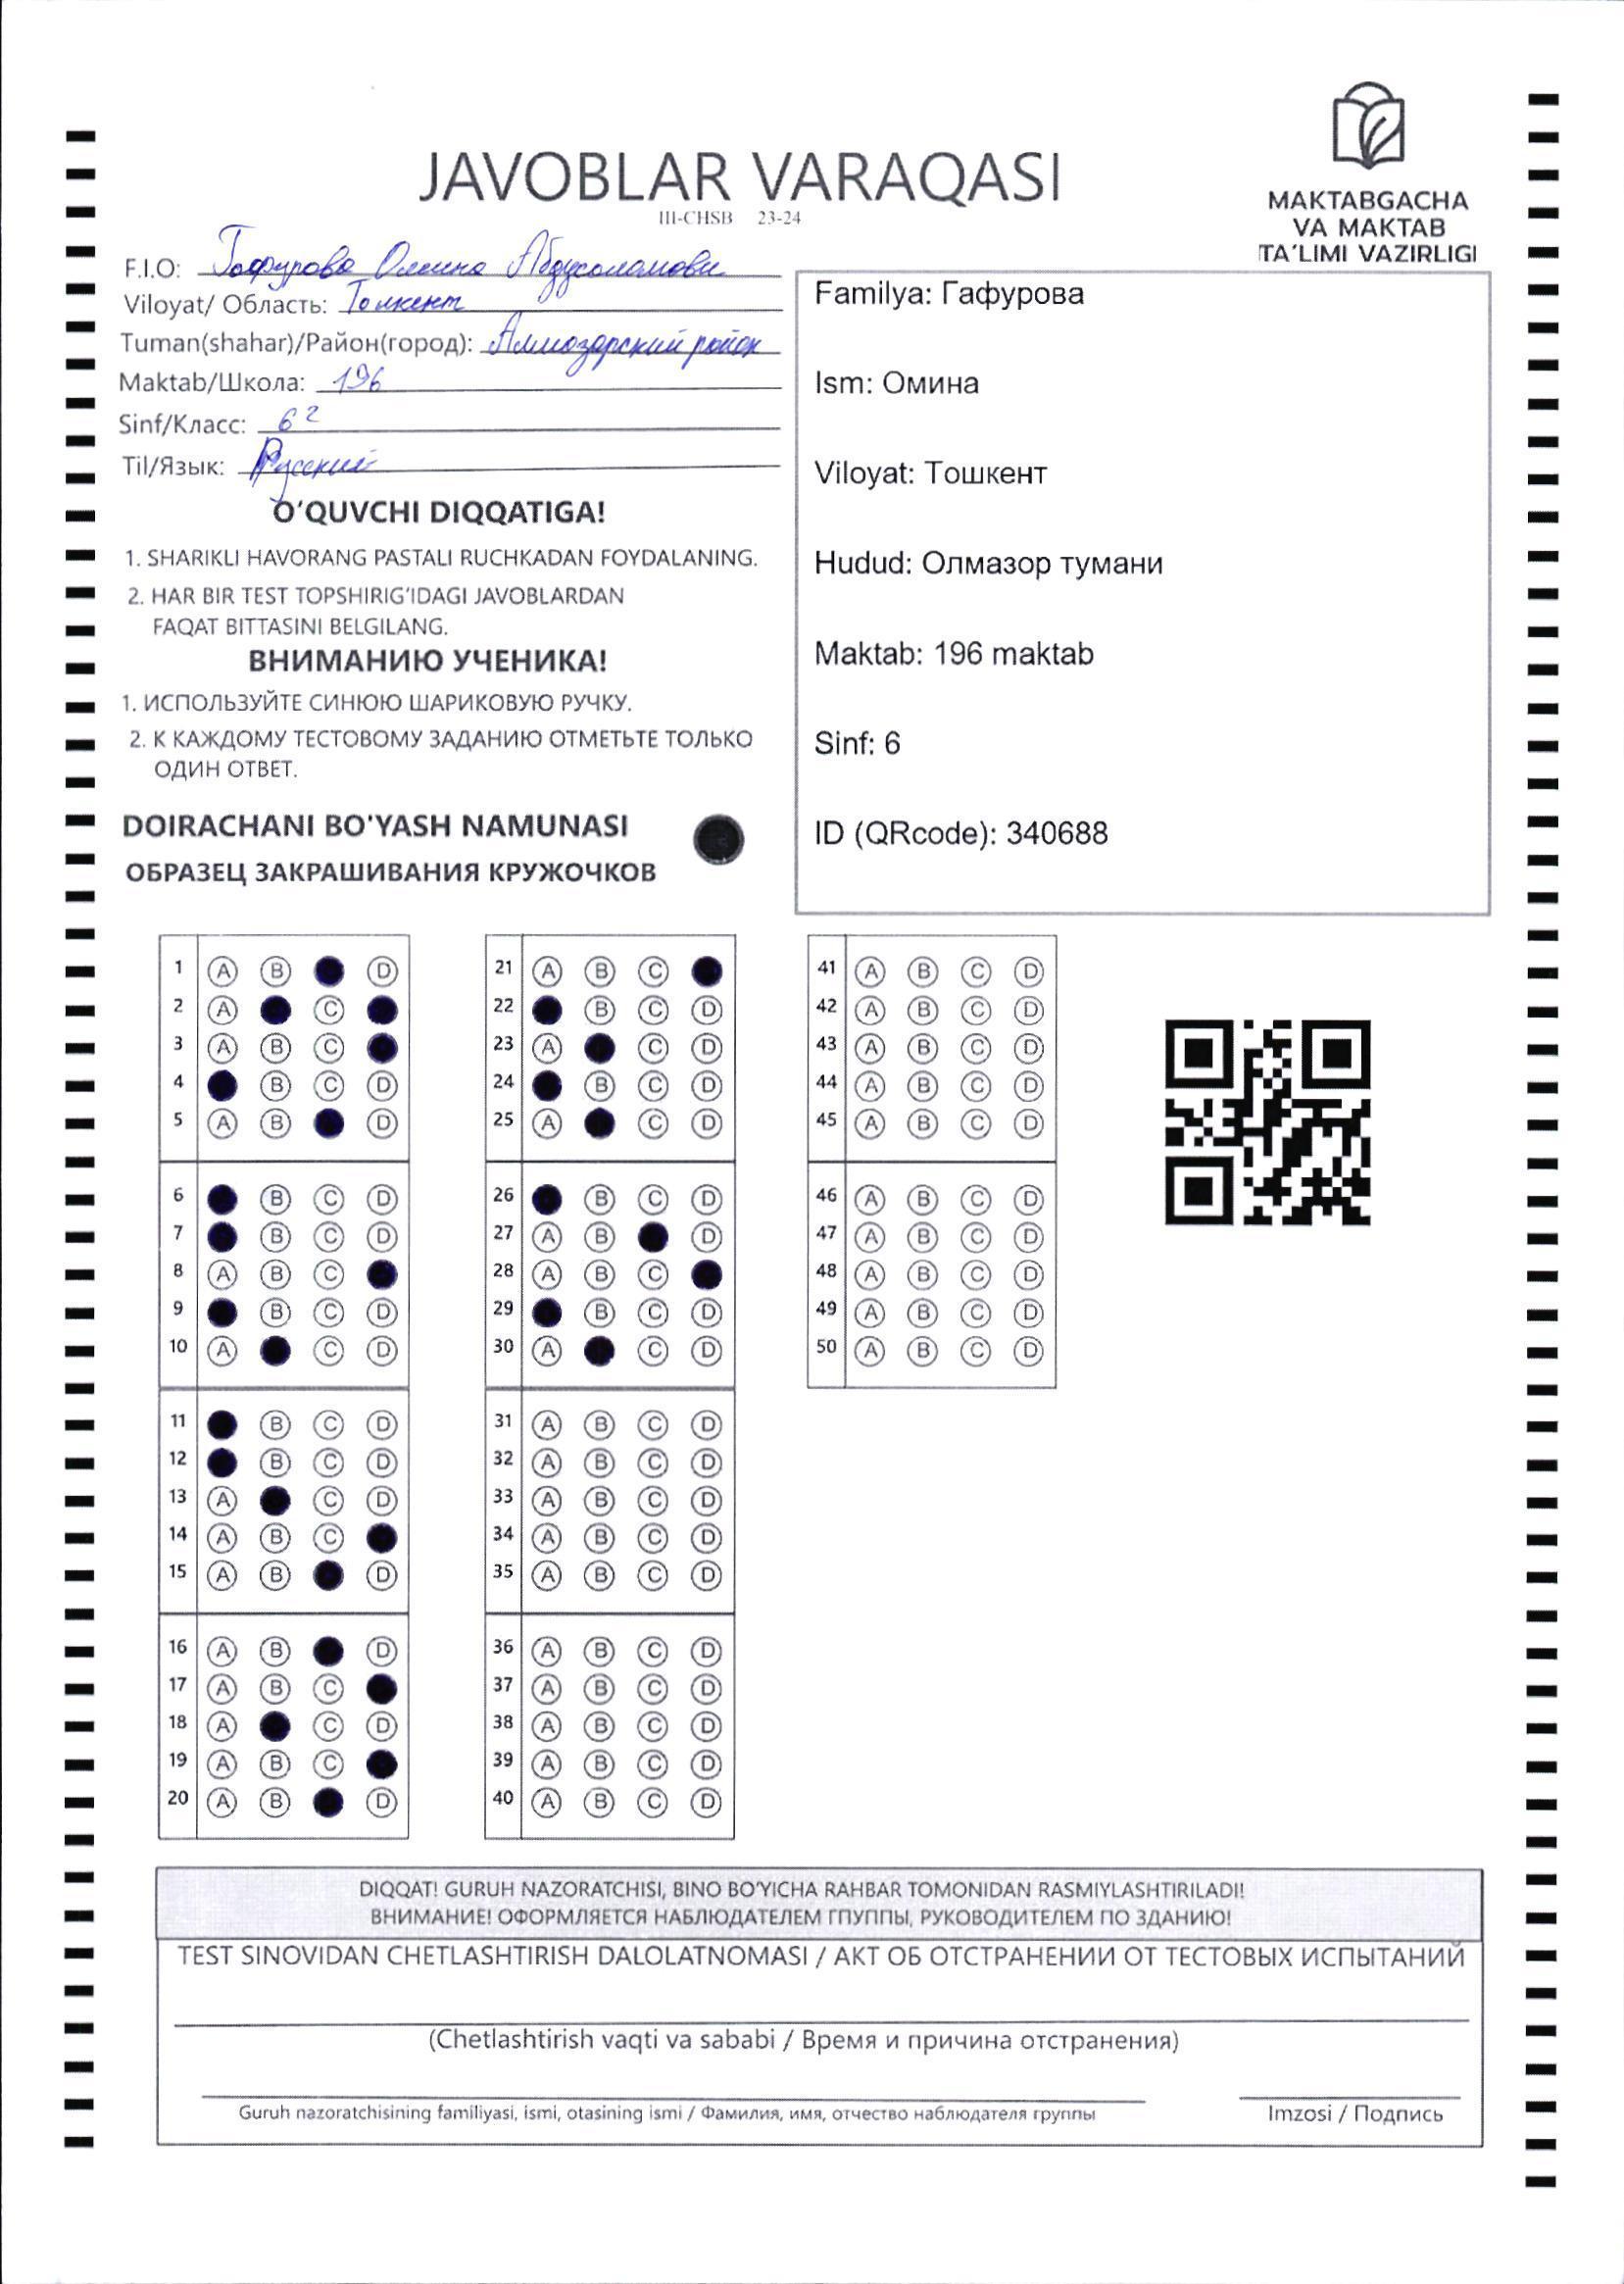 JAVOBLAR VARAQASI
III-CHSB 23-24
MAKTABGACHA
VA MAKTAB
TA'LIMI VAZIRLIGI
F.I.O: Гафурова Омина Абдусаламовн
Viloyat/ Область: Ташкент
Tuman(shahar)/Район(город): Алмазарский район
Maktab/Школа: 196
Sinf/Класс: 6 г
Til/Язык: Русский
O'QUVCHI DIQQATIGA!
1. SHARIKLI HAVORANG PASTALI RUCHKADAN FOYDALANING.
2. HAR BIR TEST TOPSHIRIG'IDAGI JAVOBLARDAN
FAQAT BITTASINI BELGILANG.
ВНИМАНИЮ УЧЕНИКА!
1. ИСПОЛЬЗУЙТЕ СИНЮЮ ШАРИКОВУЮ РУЧКУ.
2. К КАЖДОМУ ТЕСТОВОМУ ЗАДАНИЮ ОТМЕТЬТЕ ТОЛЬКО
ОДИН ОТВЕТ.
DOIRACHANI BO'YASH NAMUNASI
ОБРАЗЕЦ ЗАКРАШИВАНИЯ КРУЖОЧКОВ
Familya: Гафурова
Ism: Омина
Viloyat: Тошкент
Hudud: Олмазор тумани
Maktab: 196 maktab
Sinf: 6
ID (QRcode): 340688
1 A B D
2 A C
3 A B C
4 B C D
5 A B D
6 B C D
7 B C D
8 A B C
9 B C D
10 A C D
11 B C D
12 B C D
13 A C D
14 A B C
15 A B D
16 A B D
17 A B C
18 A C D
19 A B C
20 A B D
21 A B C
22 B C D
23 A C D
24 B C D
25 A C D
26 B C D
27 A B D
28 A B C
29 B C D
30 A C D
31 A B C D
32 A B C D
33 A B C D
34 A B C D
35 A B C D
36 A B C D
37 A B C D
38 A B C D
39 A B C D
40 A B C D
41 A B C D
42 A B C D
43 A B C D
44 A B C D
45 A B C D
46 A B C D
47 A B C D
48 A B C D
49 A B C D
50 A B C D
DIQQAT! GURUH NAZORATCHISI, BINO BO'YICHA RAHBAR TOMONIDAN RASMIYLASHTIRILADI!
ВНИМАНИЕ! ОФОРМЛЯЕТСЯ НАБЛЮДАТЕЛЕМ ГПУППЫ, РУКОВОДИТЕЛЕМ ПО ЗДАНИЮ!
TEST SINOVIDAN CHETLASHTIRISH DALOLATNOMASI / АКТ ОБ ОТСТРАНЕНИИ ОТ ТЕСТОВЫХ ИСПЫТАНИЙ
(Chetlashtirish vaqti va sababi / Время и причина отстранения)
Guruh nazoratchisining familiyasi, ismi, otasining ismi / Фамилия, имя, отчество наблюдателя группы
Imzosi / Подпись